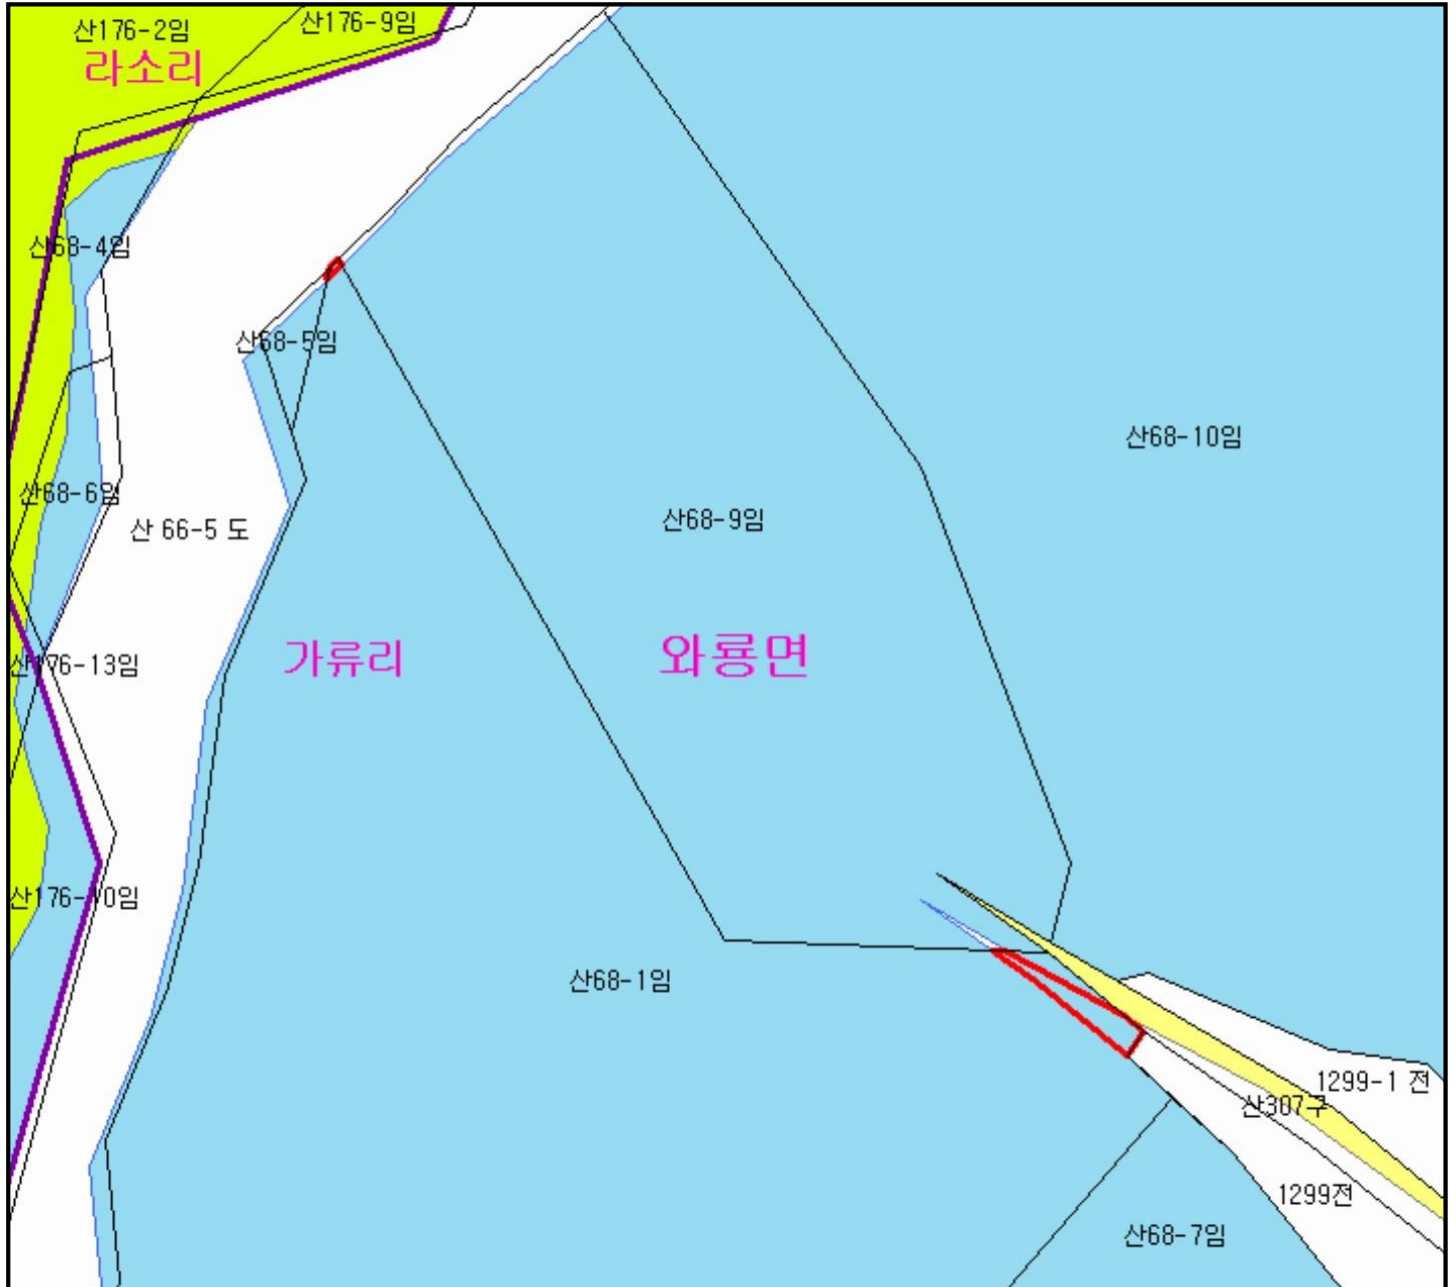 산176-2임
산176-9임
라소리
산68-4임
산68-5임
산68-10임
산68-6임
산 66-5 도
산68-9임
가류리
와룡면
산176-13임
산176-10임
산68-1임
1299-1 전
산307구
1299전
산68-7임